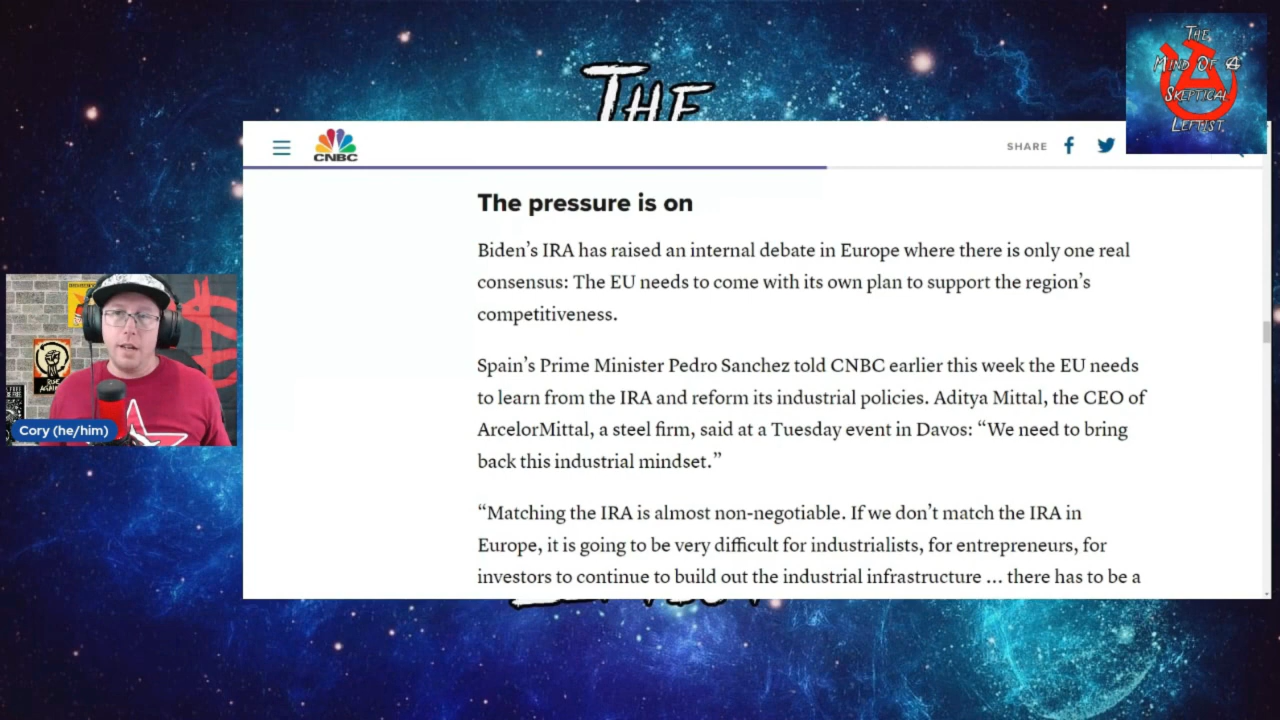 THE
THE
MIND OF A
SKEPTICAL
LEFTIST
CNBC
SHARE
The pressure is on
Biden’s IRA has raised an internal debate in Europe where there is only one real
consensus: The EU needs to come with its own plan to support the region’s
competitiveness.
Spain’s Prime Minister Pedro Sanchez told CNBC earlier this week the EU needs
to learn from the IRA and reform its industrial policies. Aditya Mittal, the CEO of
ArcelorMittal, a steel firm, said at a Tuesday event in Davos: “We need to bring
back this industrial mindset.”
“Matching the IRA is almost non-negotiable. If we don’t match the IRA in
Europe, it is going to be very difficult for industrialists, for entrepreneurs, for
investors to continue to build out the industrial infrastructure ... there has to be a
Cory (he/him)